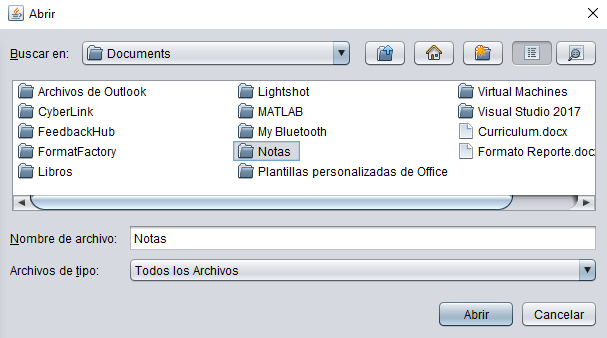 Abrir
Buscar en: Documents
Archivos de Outlook
CyberLink
FeedbackHub
FormatFactory
Libros
Lightshot
MATLAB
My Bluetooth
Notas
Plantillas personalizadas de Office
Virtual Machines
Visual Studio 2017
Curriculum.docx
Formato Reporte.docx
Nombre de archivo: Notas
Archivos de tipo: Todos los Archivos
Abrir Cancelar